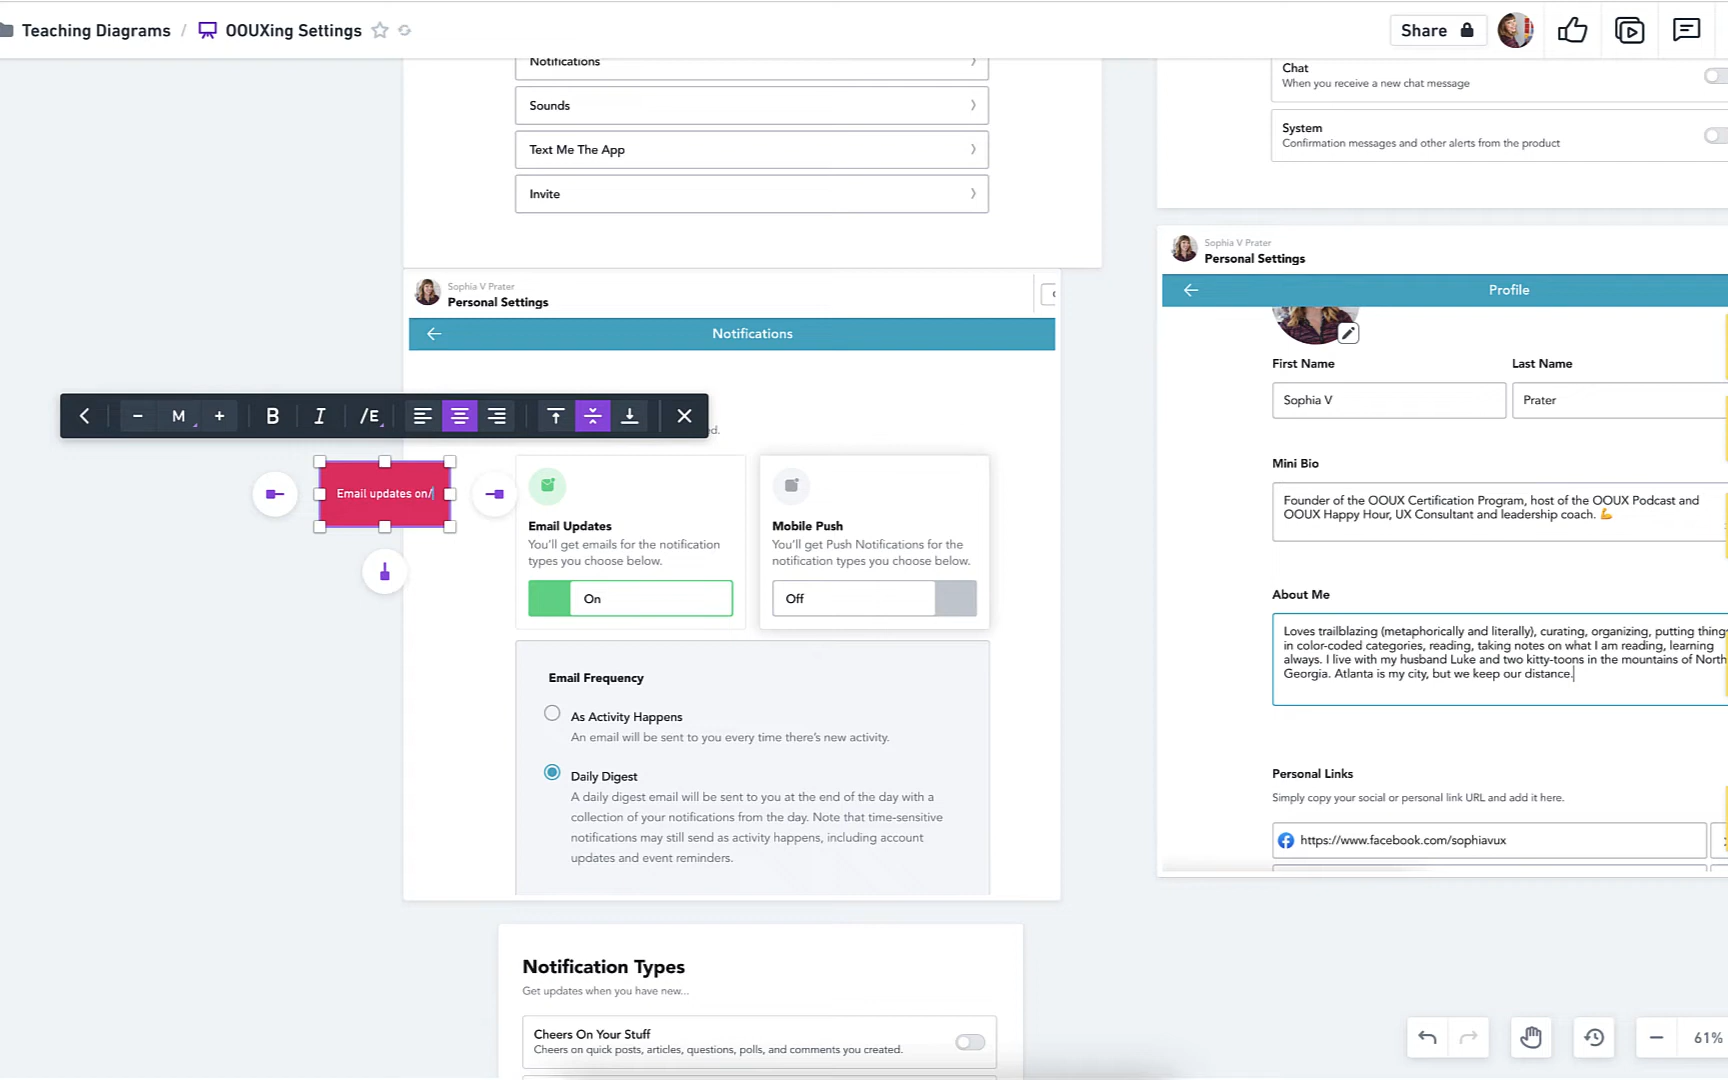 Teaching Diagrams / OOUXing Settings
Share
Notifications
Sounds
Text Me The App
Invite
Chat
When you receive a new chat message
System
Confirmation messages and other alerts from the product
Sophia V Prater
Personal Settings
Notifications
M
B
I
/E
ed.
Email updates on/
Email Updates
You'll get emails for the notification
types you choose below.
On
Mobile Push
You'll get Push Notifications for the
notification types you choose below.
Off
Email Frequency
As Activity Happens
An email will be sent to you every time there's new activity.
Daily Digest
A daily digest email will be sent to you at the end of the day with a
collection of your notifications from the day. Note that time-sensitive
notifications may still send as activity happens, including account
updates and event reminders.
Notification Types
Get updates when you have new...
Cheers On Your Stuff
Cheers on quick posts, articles, questions, polls, and comments you created.
Sophia V Prater
Personal Settings
Profile
First Name
Last Name
Sophia V
Prater
Mini Bio
Founder of the OOUX Certification Program, host of the OOUX Podcast and
OOUX Happy Hour, UX Consultant and leadership coach. 💪
About Me
Loves trailblazing (metaphorically and literally), curating, organizing, putting thing
in color-coded categories, reading, taking notes on what I am reading, learning
always. I live with my husband Luke and two kitty-toons in the mountains of North
Georgia. Atlanta is my city, but we keep our distance.
Personal Links
Simply copy your social or personal link URL and add it here.
https://www.facebook.com/sophiavux
61%